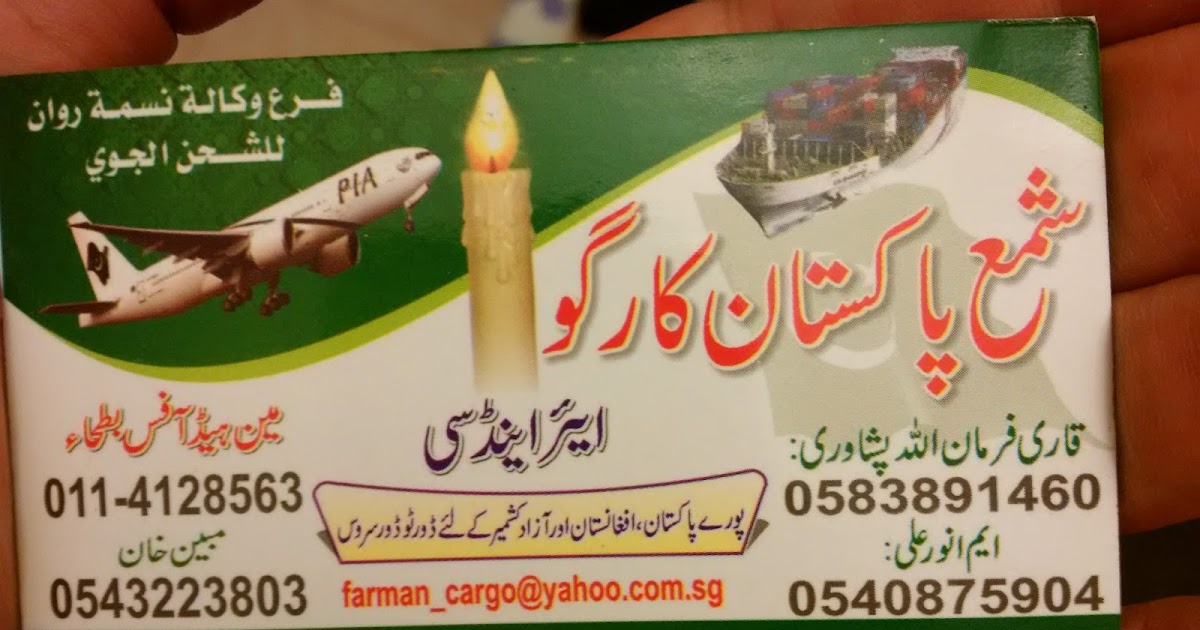 فرع وكالة نسمة روان
للشحن الجوي
PIA
شمع پاکستان کارگو
ایئر اینڈ سی
مین ہیڈ آفس بطحاء
011-4128563
مبین خان
0543223803
پورے پاکستان، افغانستان اور آزاد کشمیر کے لئے ڈور ٹو ڈور سروس
farman_cargo@yahoo.com.sg
قاری فرمان اللہ پشاوری:
0583891460
ایم انور علی:
0540875904